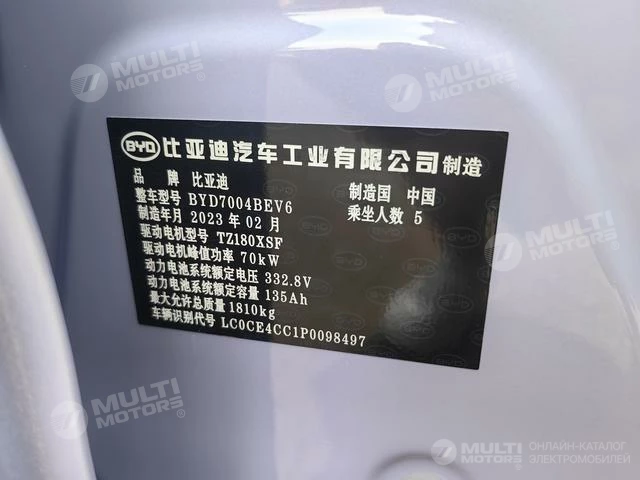 MULTI MOTORS®
MULTI MOTORS®
BYD 比亚迪汽车工业有限公司 制造
品 牌 比亚迪
制造国 中国
整车型号 BYD7004BEV6
乘坐人数 5
制造年月 2023 年 02 月
驱动电机型号 TZ180XSF
驱动电机峰值功率 70kW
动力电池系统额定电压 332.8V
动力电池系统额定容量 135Ah
最大允许总质量 1810kg
车辆识别代号 LC0CE4CC1P0098497
MULTI MOTORS®
MULTI MOTORS®
MULTI MOTORS®
MULTI MOTORS
ОНЛАЙН-КАТАЛОГ
ЭЛЕКТРОМОБИЛЕЙ